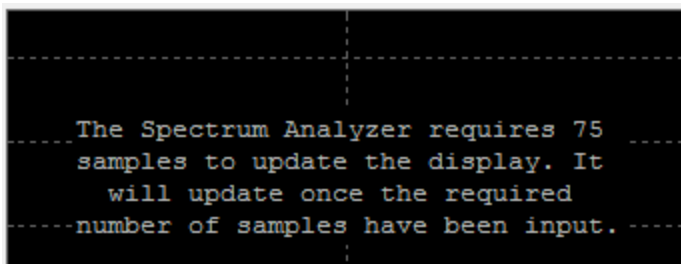 The Spectrum Analyzer requires 75
samples to update the display. It
will update once the required
number of samples have been input.